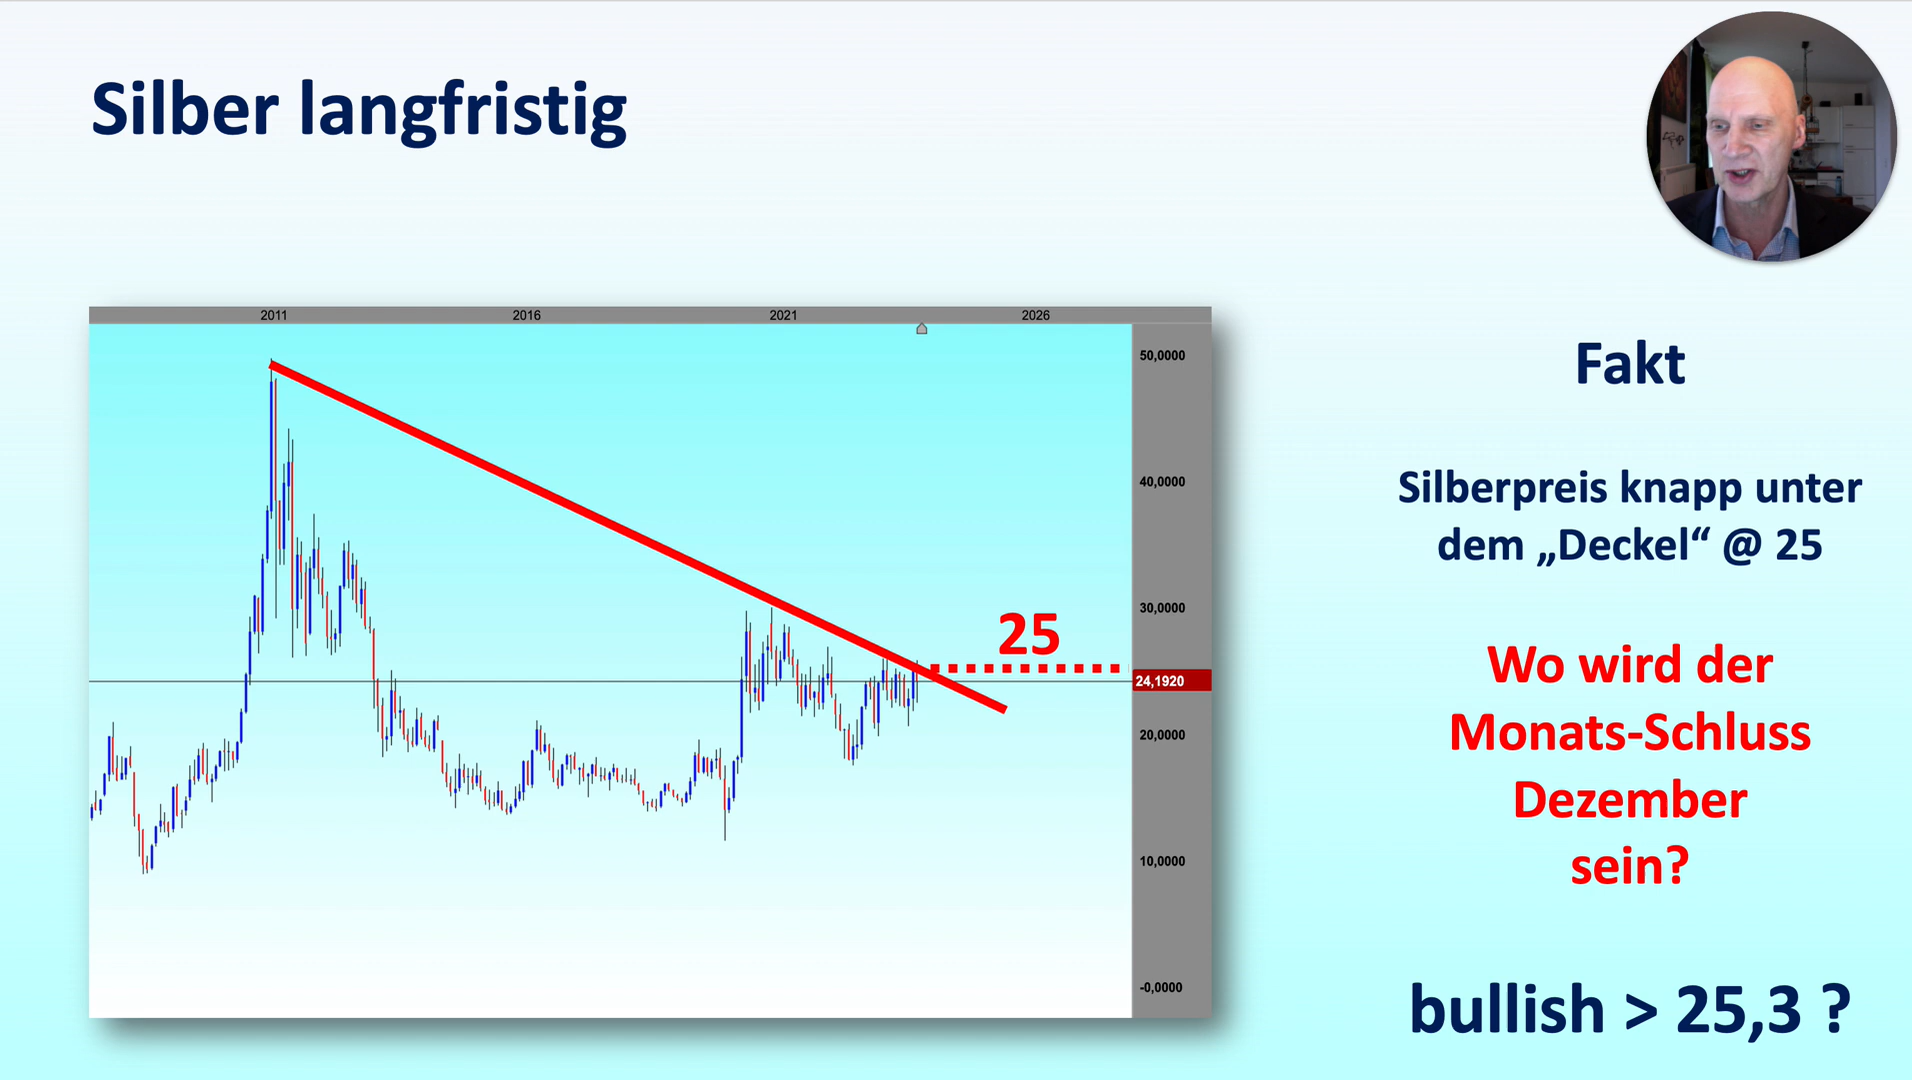 Silber langfristig
2011 2016 2021 2026
50,0000
40,0000
30,0000
25
24,1920
20,0000
10,0000
-0,0000
Fakt
Silberpreis knapp unter
dem „Deckel“ @ 25
Wo wird der
Monats-Schluss
Dezember
sein?
bullish > 25,3 ?